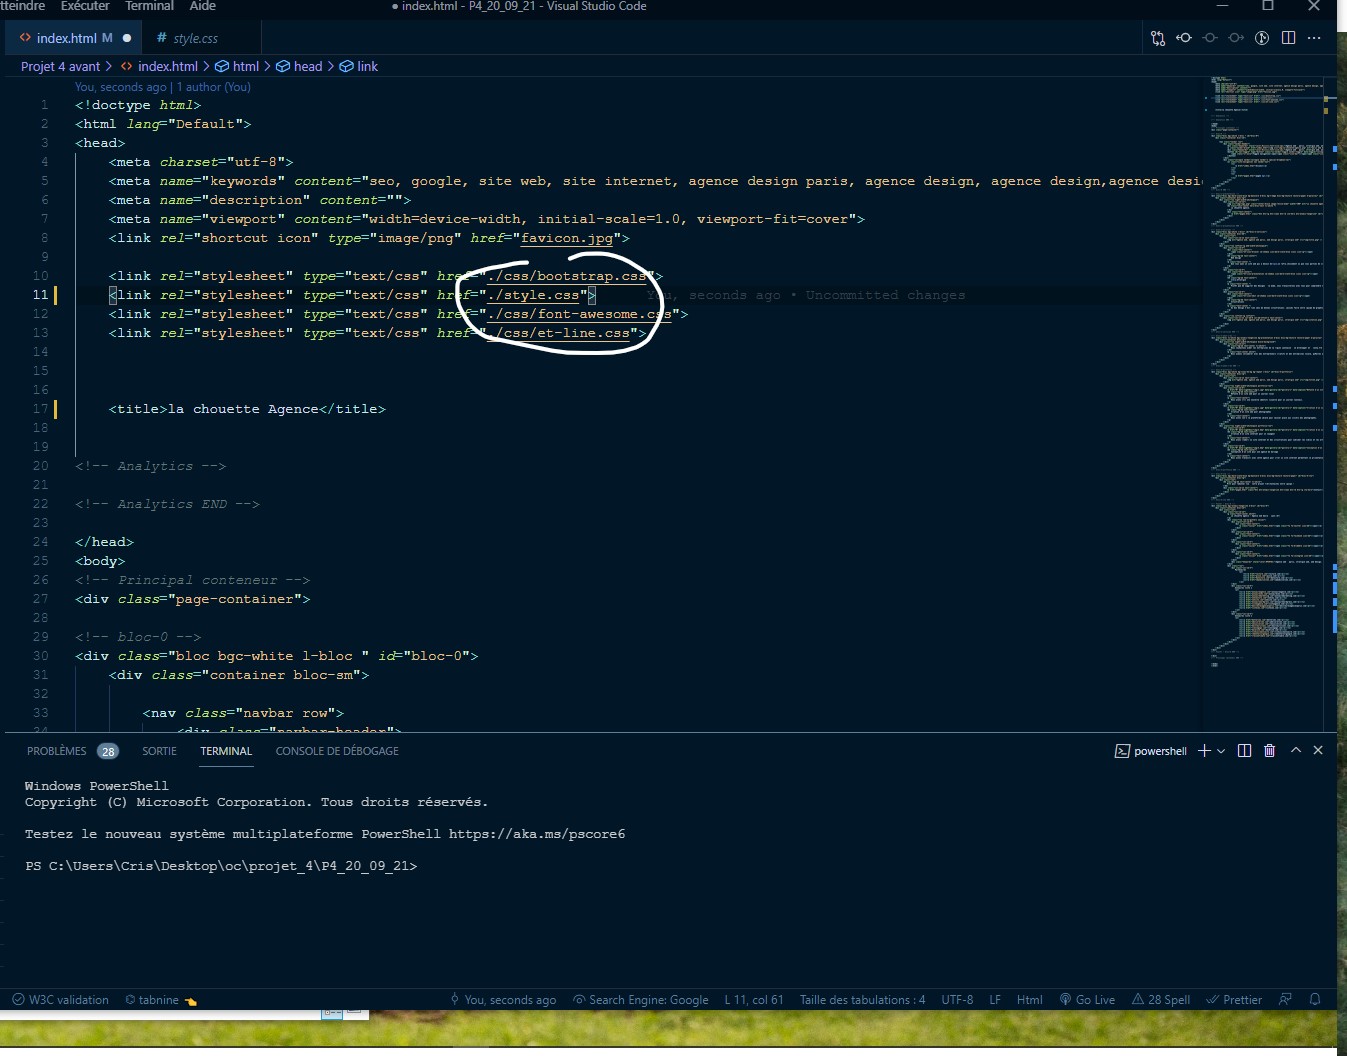 tteindre Exécuter Terminal Aide ● index.html - P4_20_09_21 - Visual Studio Code
<> index.html M ● # style.css
Projet 4 avant > <> index.html > html > head > link
You, seconds ago | 1 author (You)
1 <!doctype html>
2 <html lang="Default">
3 <head>
4 <meta charset="utf-8">
5 <meta name="keywords" content="seo, google, site web, site internet, agence design paris, agence design, agence design,agence desi
6 <meta name="description" content="">
7 <meta name="viewport" content="width=device-width, initial-scale=1.0, viewport-fit=cover">
8 <link rel="shortcut icon" type="image/png" href="favicon.jpg">
9
10 <link rel="stylesheet" type="text/css" href="./css/bootstrap.css">
11 <link rel="stylesheet" type="text/css" href="./style.css"> You, seconds ago • Uncommitted changes
12 <link rel="stylesheet" type="text/css" href="./css/font-awesome.css">
13 <link rel="stylesheet" type="text/css" href="./css/et-line.css">
14
15
16
17 <title>la chouette Agence</title>
18
19
20 <!-- Analytics -->
21
22 <!-- Analytics END -->
23
24 </head>
25 <body>
26 <!-- Principal conteneur -->
27 <div class="page-container">
28
29 <!-- bloc-0 -->
30 <div class="bloc bgc-white l-bloc " id="bloc-0">
31 <div class="container bloc-sm">
32
33 <nav class="navbar row">
34 <div class="navbar-header">
PROBLÈMES 28 SORTIE TERMINAL CONSOLE DE DÉBOGAGE powershell
Windows PowerShell
Copyright (C) Microsoft Corporation. Tous droits réservés.
Testez le nouveau système multiplateforme PowerShell https://aka.ms/pscore6
PS C:\Users\Cris\Desktop\oc\projet_4\P4_20_09_21>
W3C validation tabnine You, seconds ago Search Engine: Google L 11, col 61 Taille des tabulations : 4 UTF-8 LF Html Go Live 28 Spell Prettier